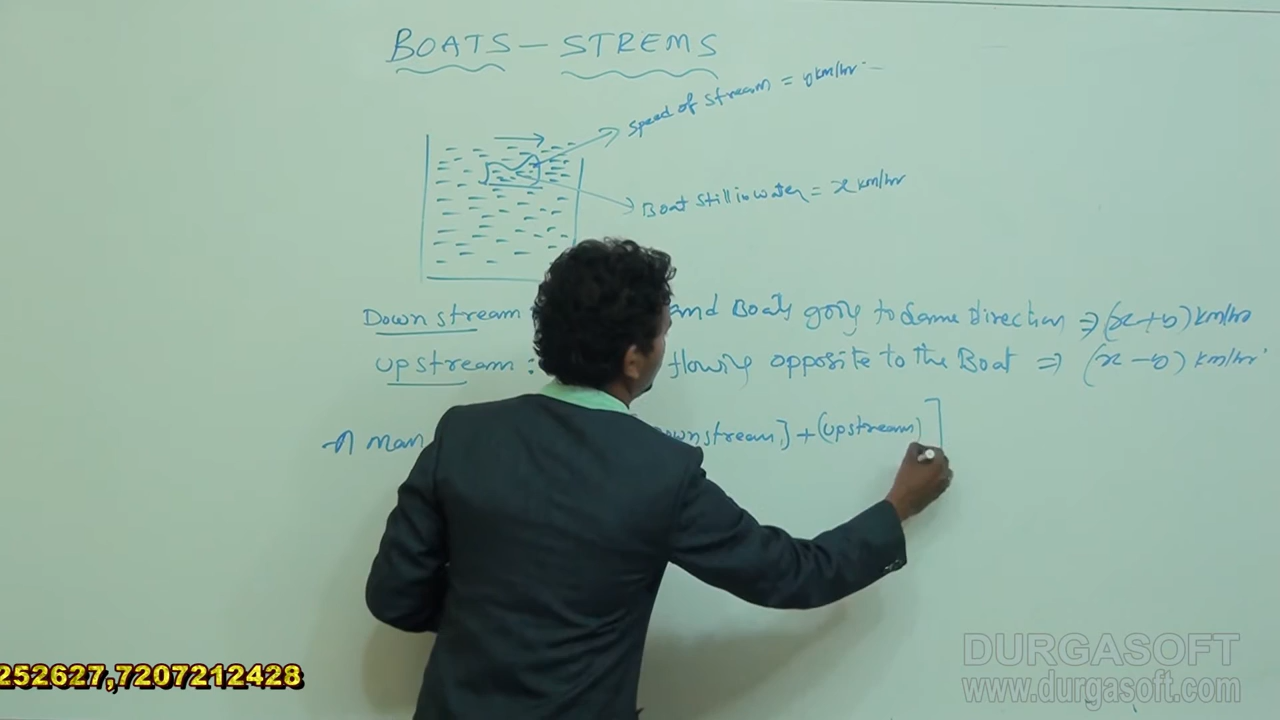 BOATS - STREMS
Speed of stream = v km/hr
Boat still in water = x km/hr
Down stream and Boats going to same direction ⇒ (x+v) km/hr
upstream : flowing opposite to the Boat ⇒ (x-v) km/hr
A man ownstream] + (upstream)]
DURGASOFT
www.durgasoft.com
252627,7207212428